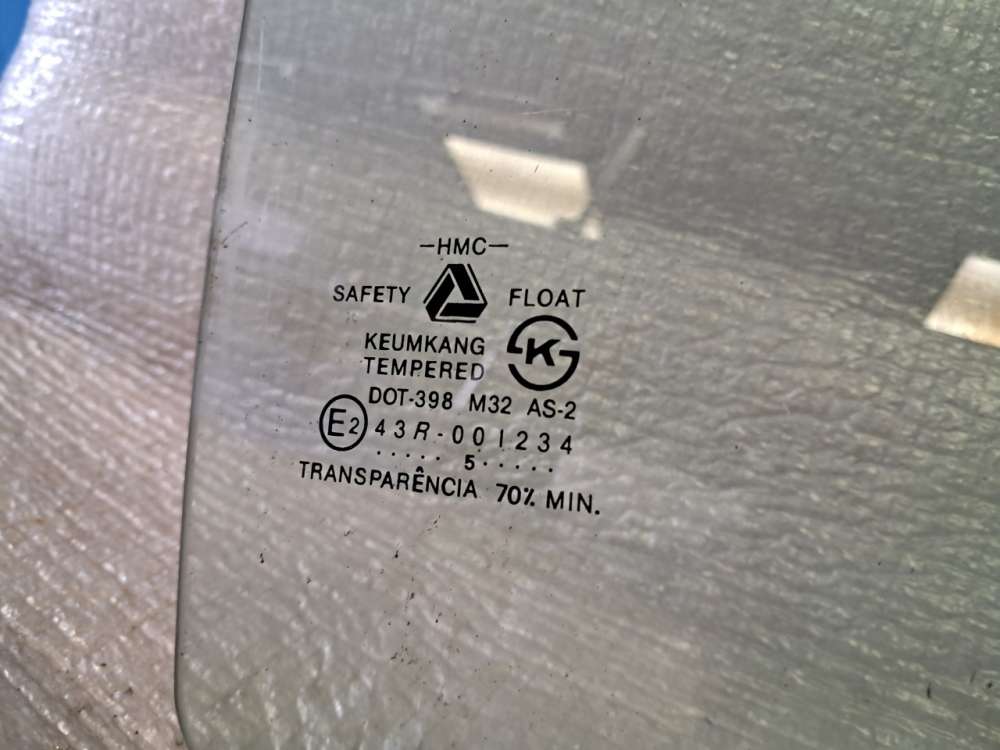 —HMC—
SAFETY FLOAT
KEUMKANG
TEMPERED
K
DOT-398 M32 AS-2
E2 43R-001234
.....5.....
TRANSPARÊNCIA 70% MIN.